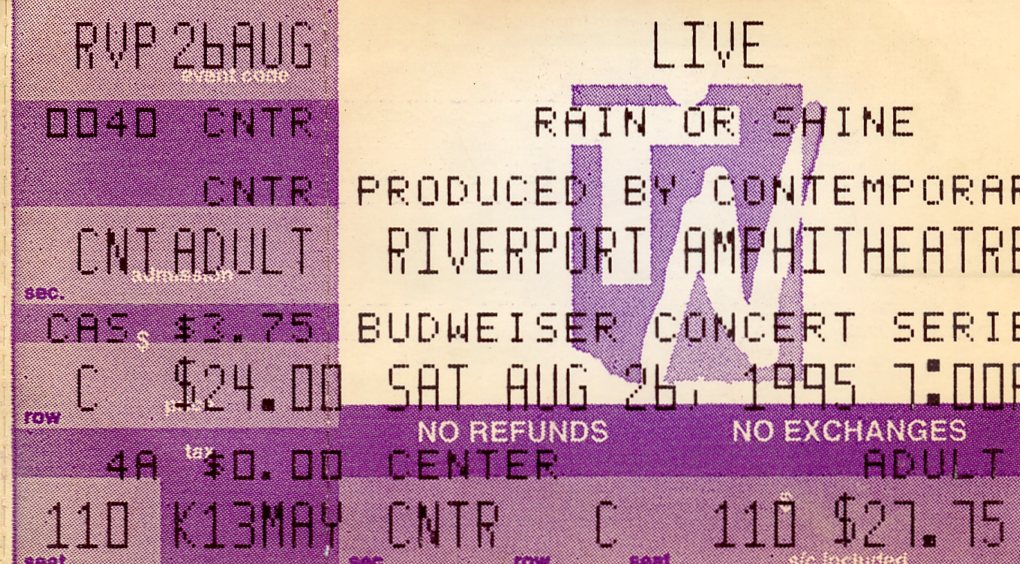 RVP 26AUG
event code
0040 CNTR
CNTR
CNT ADULT
admission
sec.
CAS $ $3.75
C $24.00
row
tax
4A $0.00
110 K13MAY
seat
LIVE
RAIN OR SHINE
PRODUCED BY CONTEMPORAR
RIVERPORT AMPHITHEATRE
BUDWEISER CONCERT SERIE
SAT AUG 26, 1995 7:00P
NO REFUNDS NO EXCHANGES
CENTER ADULT
CNTR C 110 $27.75
sec row seat s/c included